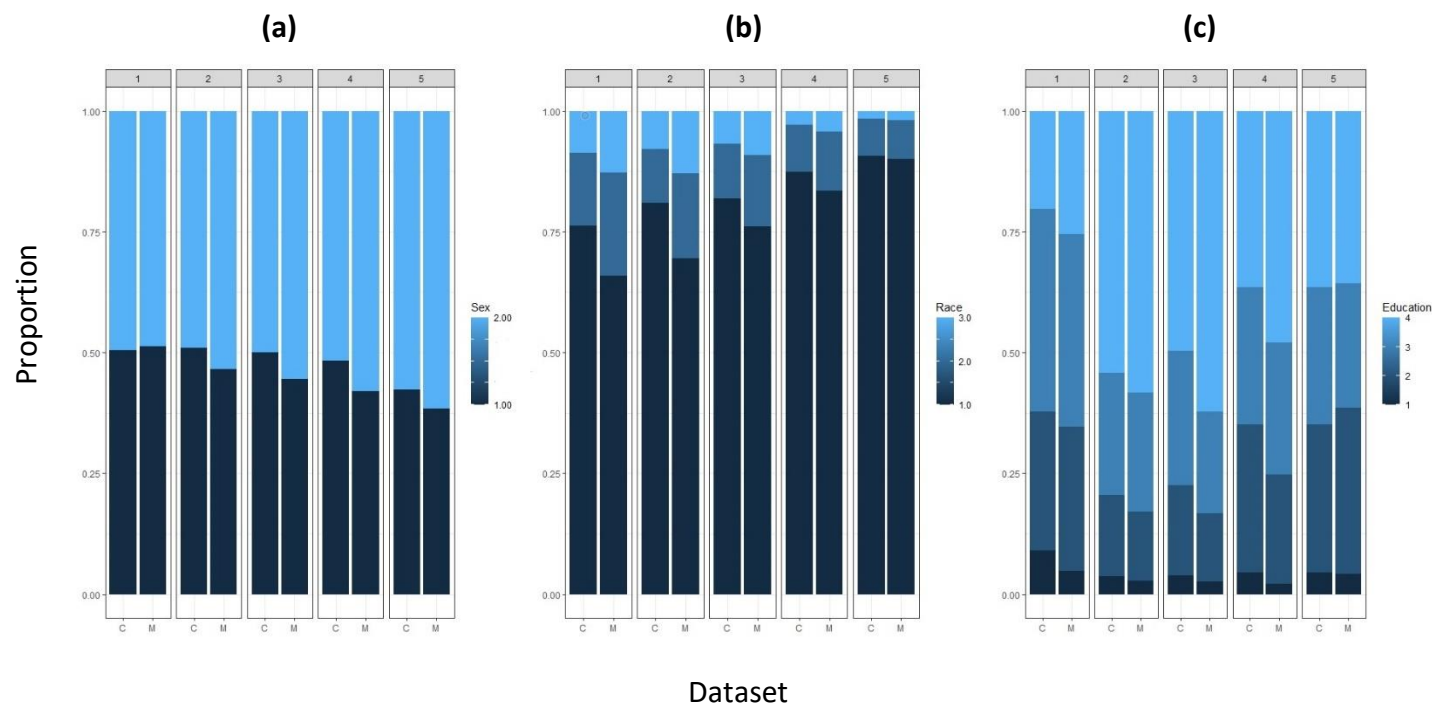 (a)
(b)
(c)
1 2 3 4 5
1 2 3 4 5
1 2 3 4 5
Proportion
1.00
0.75
0.50
0.25
0.00
C M C M C M C M C M
Sex
2.00
1.00
1.00
0.75
0.50
0.25
0.00
C M C M C M C M C M
Race
3.0
2.0
1.0
1.00
0.75
0.50
0.25
0.00
C M C M C M C M C M
Education
4
3
2
1
Dataset